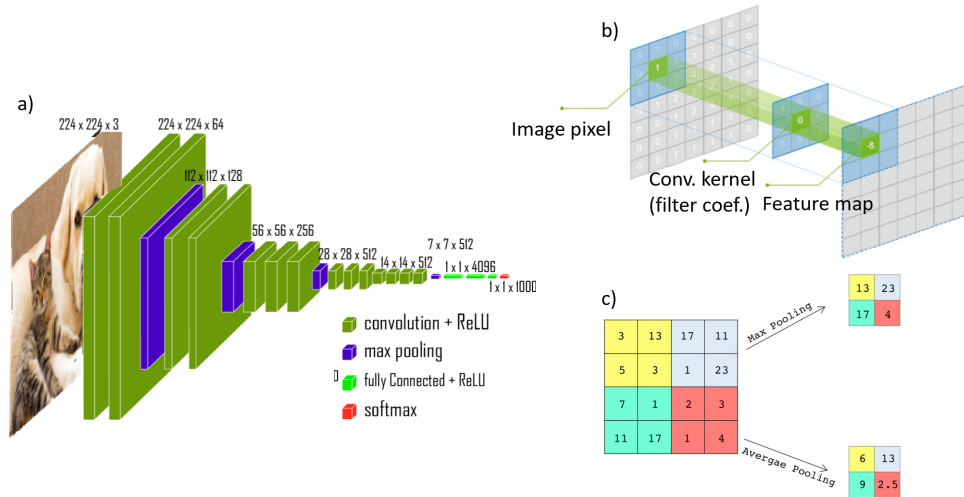 a)
224 x 224 x 3
224 x 224 x 64
112 x 112 x 128
56 x 56 x 256
28 x 28 x 512
14 x 14 x 512
7 x 7 x 512
1 x 1 x 4096
1 x 1 x 1000
convolution + ReLU
max pooling
fully Connected + ReLU
softmax
b)
1
0
-8
Image pixel
Conv. kernel
(filter coef.)
Feature map
c)
3 13 17 11
5 3 1 23
7 1 2 3
11 17 1 4
Max Pooling
13 23
17 4
Avergae Pooling
6 13
9 2.5